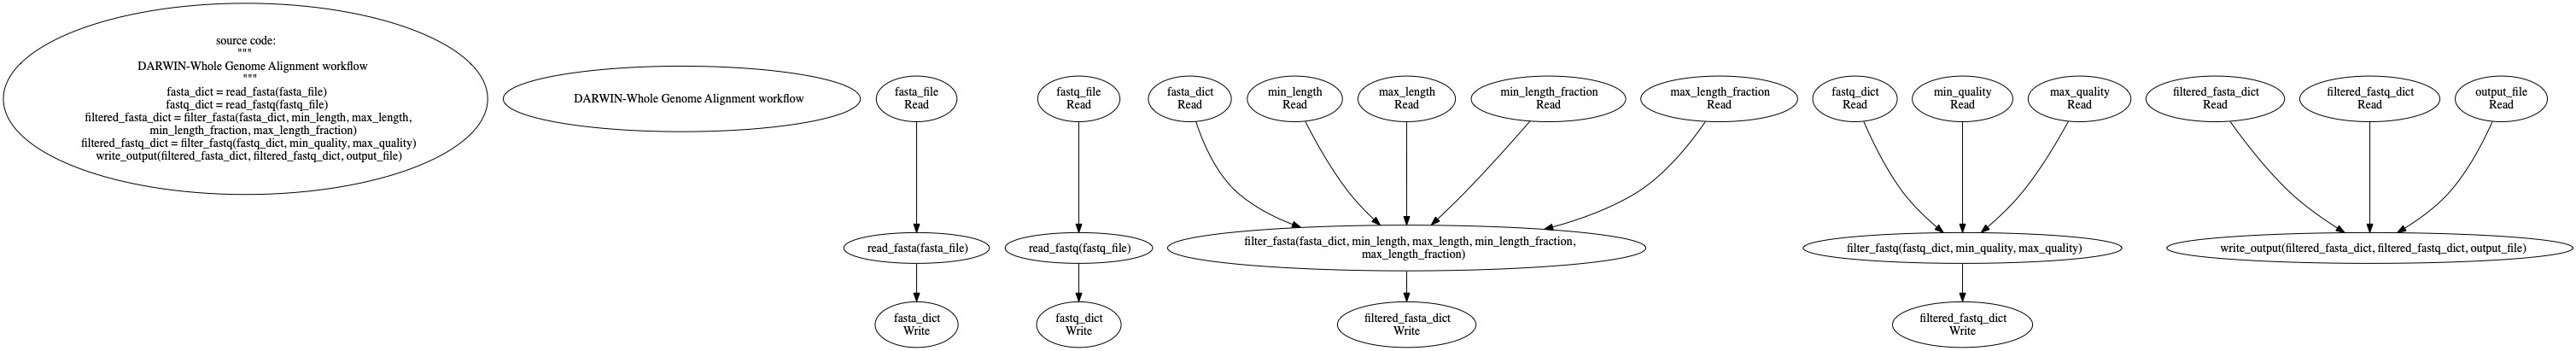 source code:
"""
DARWIN-Whole Genome Alignment workflow
"""
fasta_dict = read_fasta(fasta_file)
fastq_dict = read_fastq(fastq_file)
filtered_fasta_dict = filter_fasta(fasta_dict, min_length, max_length,
min_length_fraction, max_length_fraction)
filtered_fastq_dict = filter_fastq(fastq_dict, min_quality, max_quality)
write_output(filtered_fasta_dict, filtered_fastq_dict, output_file)
DARWIN-Whole Genome Alignment workflow
fasta_file
Read
fastq_file
Read
fasta_dict
Read
min_length
Read
max_length
Read
min_length_fraction
Read
max_length_fraction
Read
fastq_dict
Read
min_quality
Read
max_quality
Read
filtered_fasta_dict
Read
filtered_fastq_dict
Read
output_file
Read
read_fasta(fasta_file)
read_fastq(fastq_file)
filter_fasta(fasta_dict, min_length, max_length, min_length_fraction,
max_length_fraction)
filter_fastq(fastq_dict, min_quality, max_quality)
write_output(filtered_fasta_dict, filtered_fastq_dict, output_file)
fasta_dict
Write
fastq_dict
Write
filtered_fasta_dict
Write
filtered_fastq_dict
Write